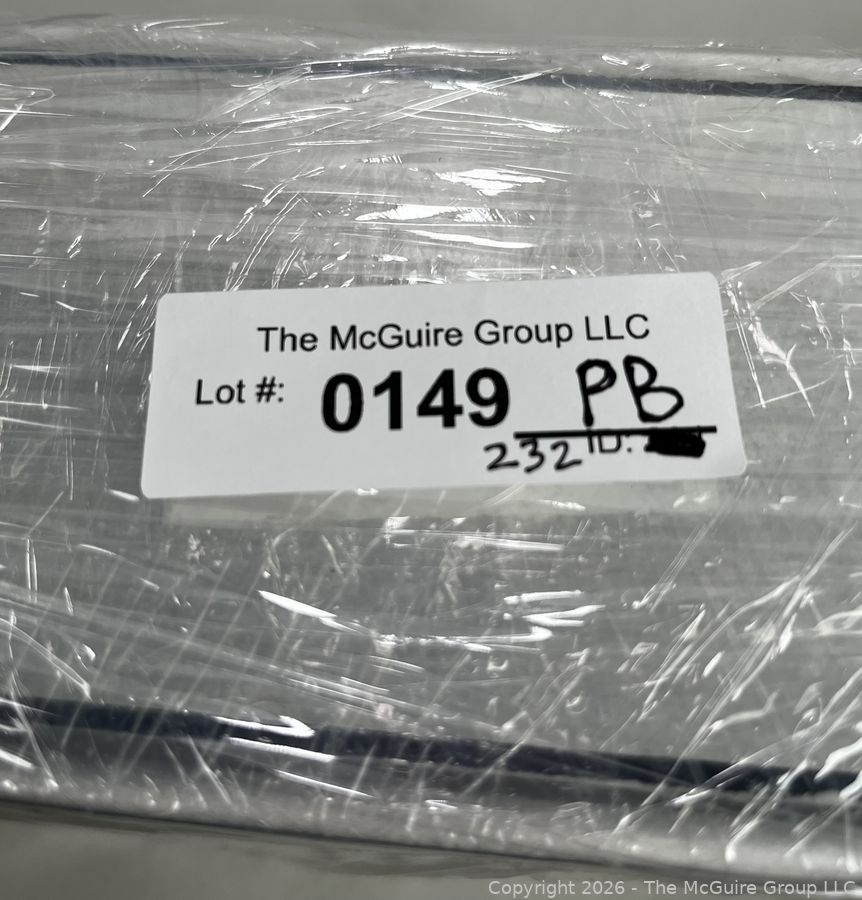 The McGuire Group LLC
Lot #: 0149 PB
232 ID:
Copyright 2026 - The McGuire Group LLC